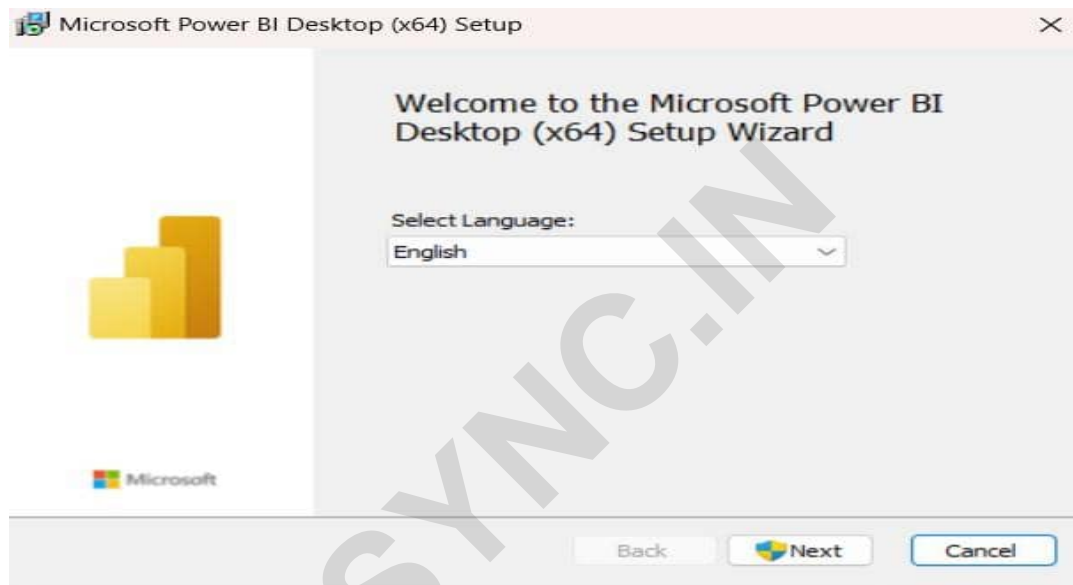 Microsoft Power BI Desktop (x64) Setup
Welcome to the Microsoft Power BI
Desktop (x64) Setup Wizard
Select Language:
English
SYNC.IN
Microsoft
Back
Next
Cancel